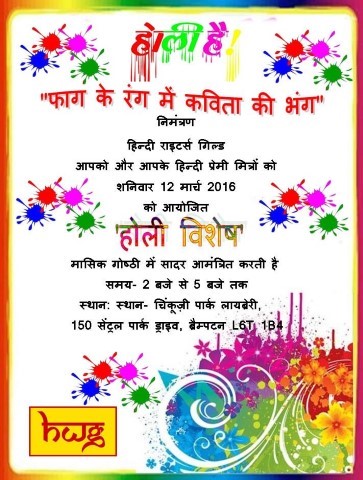 होली है!
"फाग के रंग में कविता की भंग"
निमंत्रण
हिन्दी राइटर्स गिल्ड
आपको और आपके हिन्दी प्रेमी मित्रों को
शनिवार 12 मार्च 2016
को आयोजित
'होली विशेष'
मासिक गोष्ठी में सादर आमंत्रित करती है
समय- 2 बजे से 5 बजे तक
स्थान: स्थान- चिंकूज़ी पार्क लायब्रेरी,
150 सेंट्रल पार्क ड्राइव, ब्रैम्पटन L6T 1B4
hwg